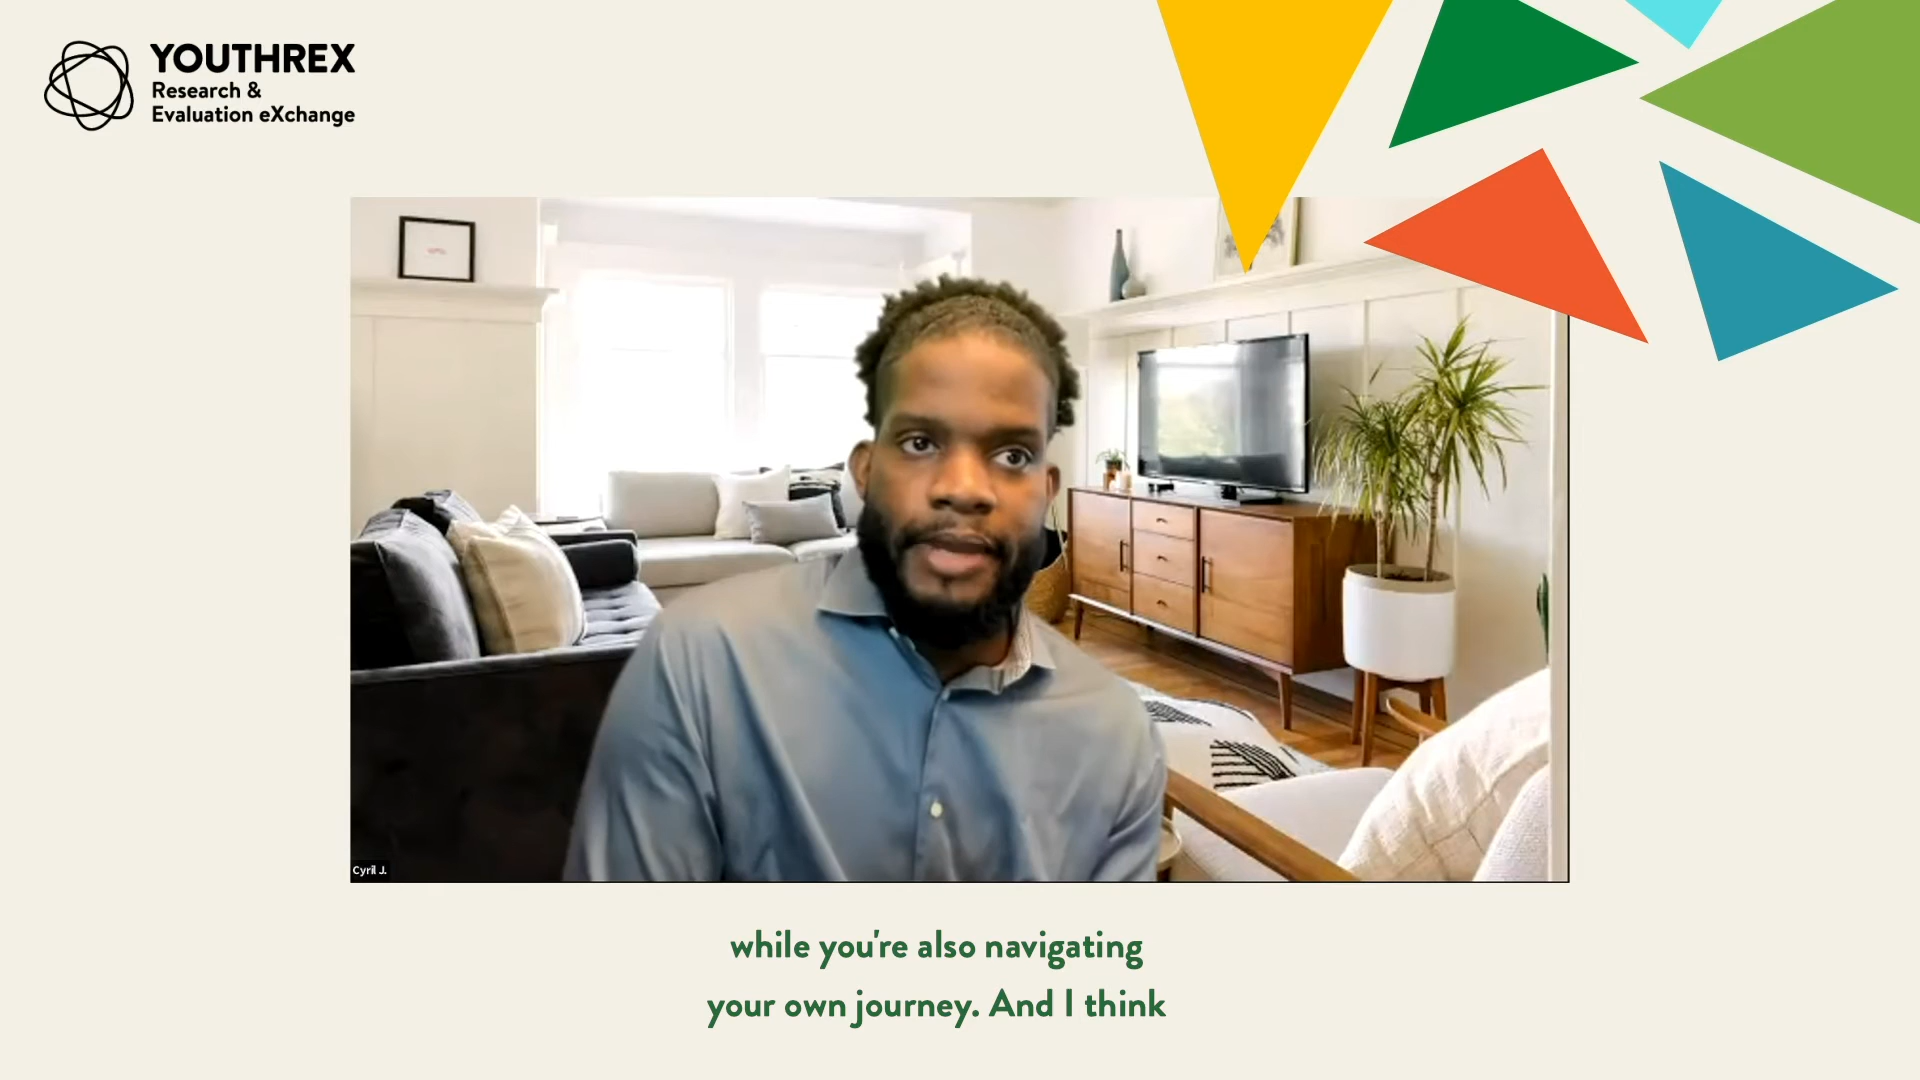 YOUTHREX
Research &
Evaluation eXchange
Cyril J.
while you're also navigating
your own journey. And I think